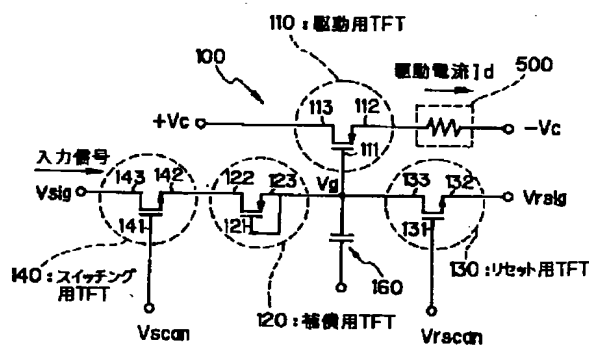 110:駆動用TFT
100
駆動電流Id
500
113
112
+Vc
-Vc
111
入力信号
Vsig
143
142
122
123
Vg
133
132
Vrsig
141
121
131
140:スイッチング
用TFT
160
130:リセット用TFT
Vscan
120:補償用TFT
Vrscan